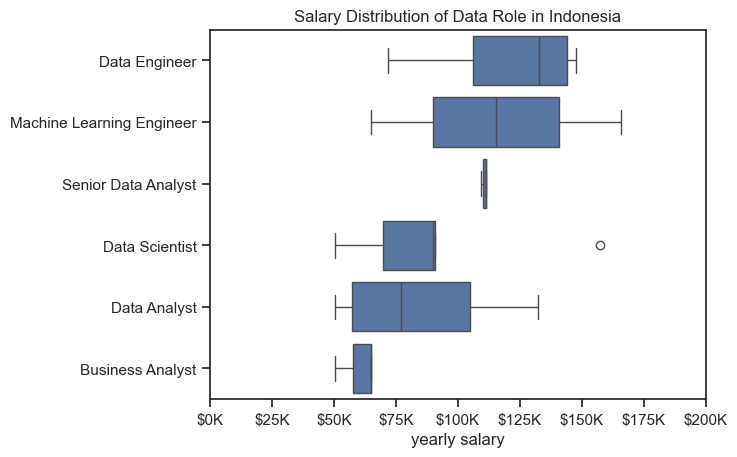 Salary Distribution of Data Role in Indonesia
Data Engineer
Machine Learning Engineer
Senior Data Analyst
Data Scientist
Data Analyst
Business Analyst
$0K $25K $50K $75K $100K $125K $150K $175K $200K
yearly salary